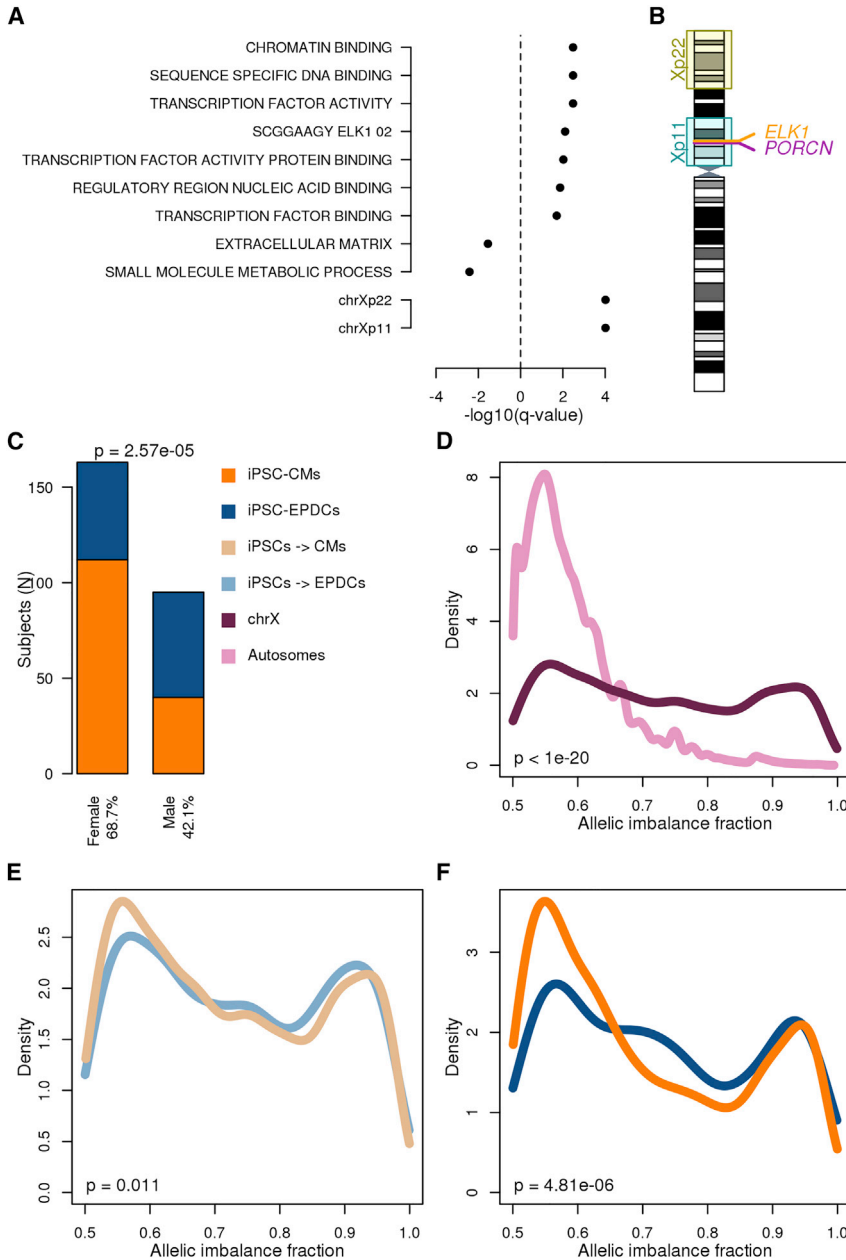 A
CHROMATIN BINDING
SEQUENCE SPECIFIC DNA BINDING
TRANSCRIPTION FACTOR ACTIVITY
SCGGAAGY ELK1 02
TRANSCRIPTION FACTOR ACTIVITY PROTEIN BINDING
REGULATORY REGION NUCLEIC ACID BINDING
TRANSCRIPTION FACTOR BINDING
EXTRACELLULAR MATRIX
SMALL MOLECULE METABOLIC PROCESS
chrXp22
chrXp11
-4 -2 0 2 4
-log10(q-value)
B
Xp22
Xp11
ELK1
PORCN
C
p = 2.57e-05
Subjects (N)
150
100
50
0
Female
68.7%
Male
42.1%
iPSC-CMs
iPSC-EPDCs
iPSCs -> CMs
iPSCs -> EPDCs
chrX
Autosomes
D
Density
8
6
4
2
0
p < 1e-20
0.5 0.6 0.7 0.8 0.9 1.0
Allelic imbalance fraction
E
Density
2.5
2.0
1.5
1.0
0.5
0.0
p = 0.011
0.5 0.6 0.7 0.8 0.9 1.0
Allelic imbalance fraction
F
Density
3
2
1
0
p = 4.81e-06
0.5 0.6 0.7 0.8 0.9 1.0
Allelic imbalance fraction